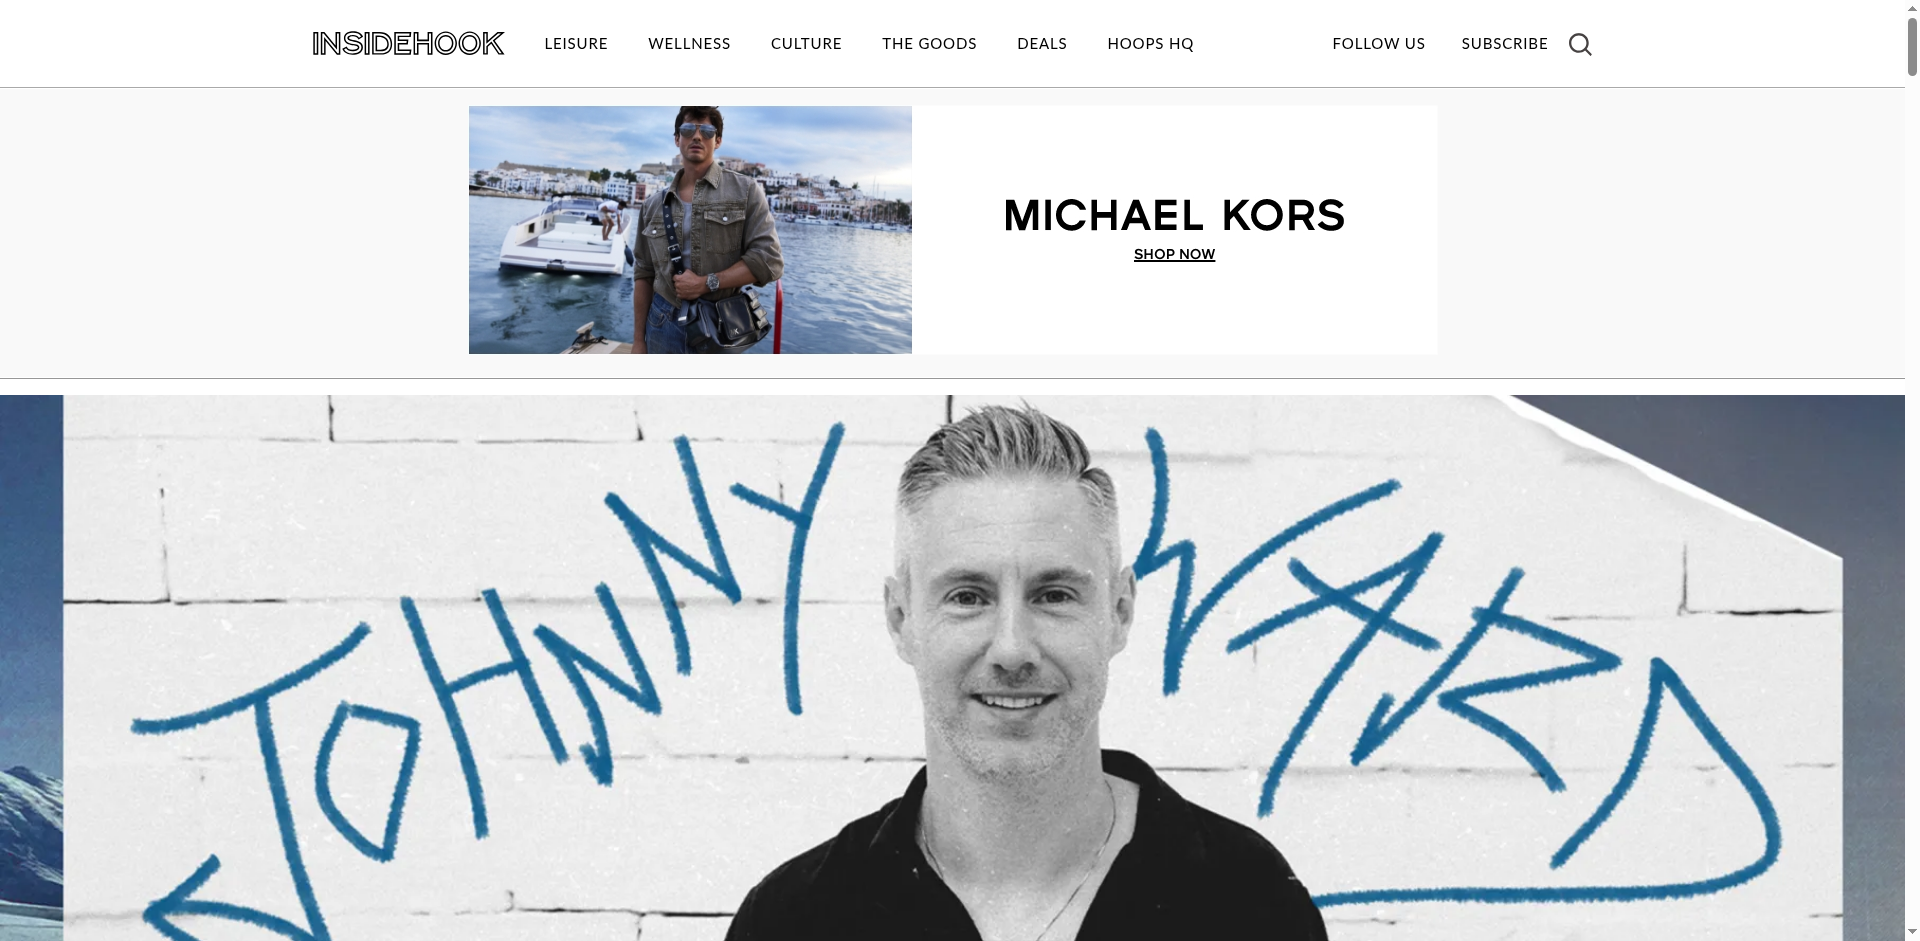 INSIDEHOOK LEISURE WELLNESS CULTURE THE GOODS DEALS HOOPS HQ FOLLOW US SUBSCRIBE
MICHAEL KORS
SHOP NOW
JOHNNY WARD